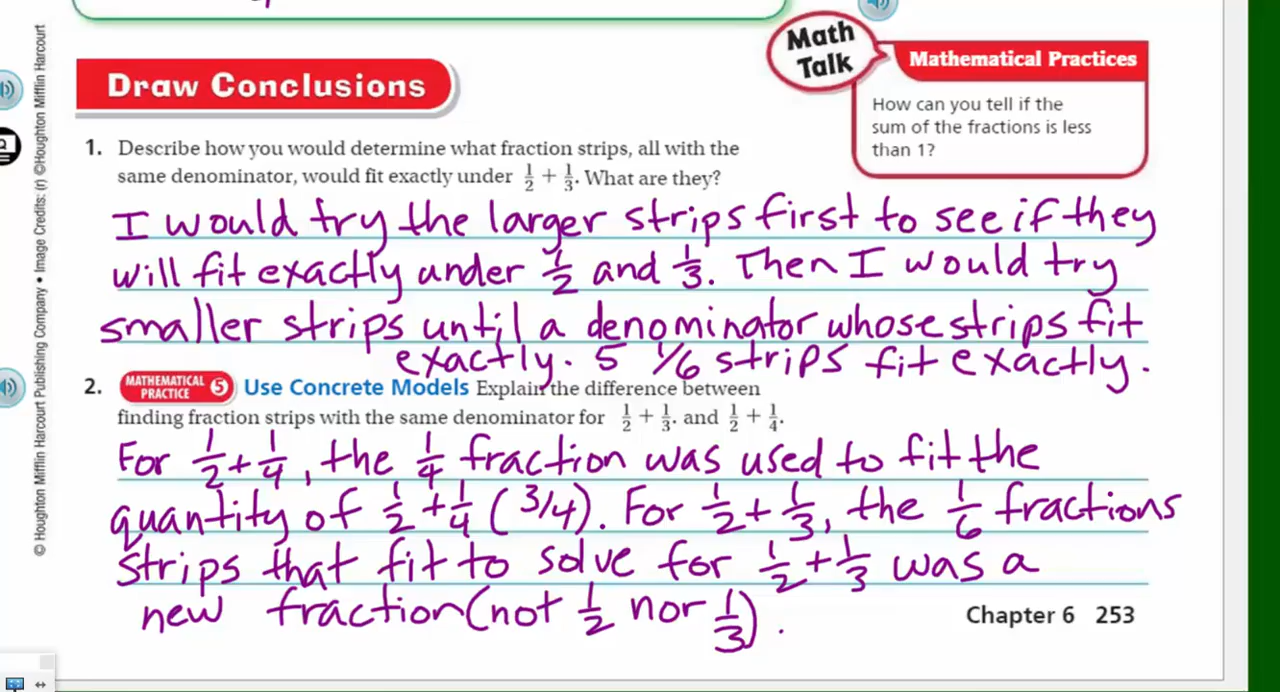 Math
Talk
Mathematical Practices
How can you tell if the
sum of the fractions is less
than 1?
Draw Conclusions
1. Describe how you would determine what fraction strips, all with the
same denominator, would fit exactly under 1/2 + 1/3. What are they?
I would try the larger strips first to see if they
will fit exactly under 1/2 and 1/3. Then I would try
smaller strips until a denominator whose strips fit
exactly. 5 1/6 strips fit exactly.
2. MATHEMATICAL PRACTICE 5 Use Concrete Models Explain the difference between
finding fraction strips with the same denominator for 1/2 + 1/3. and 1/2 + 1/4.
For 1/2 + 1/4, the 1/4 fraction was used to fit the
quantity of 1/2 + 1/4 (3/4). For 1/2 + 1/3, the 1/6 fractions
strips that fit to solve for 1/2 + 1/3 was a
new fraction (not 1/2 nor 1/3).
Chapter 6 253
© Houghton Mifflin Harcourt Publishing Company • Image Credits: (r) ©Houghton Mifflin Harcourt